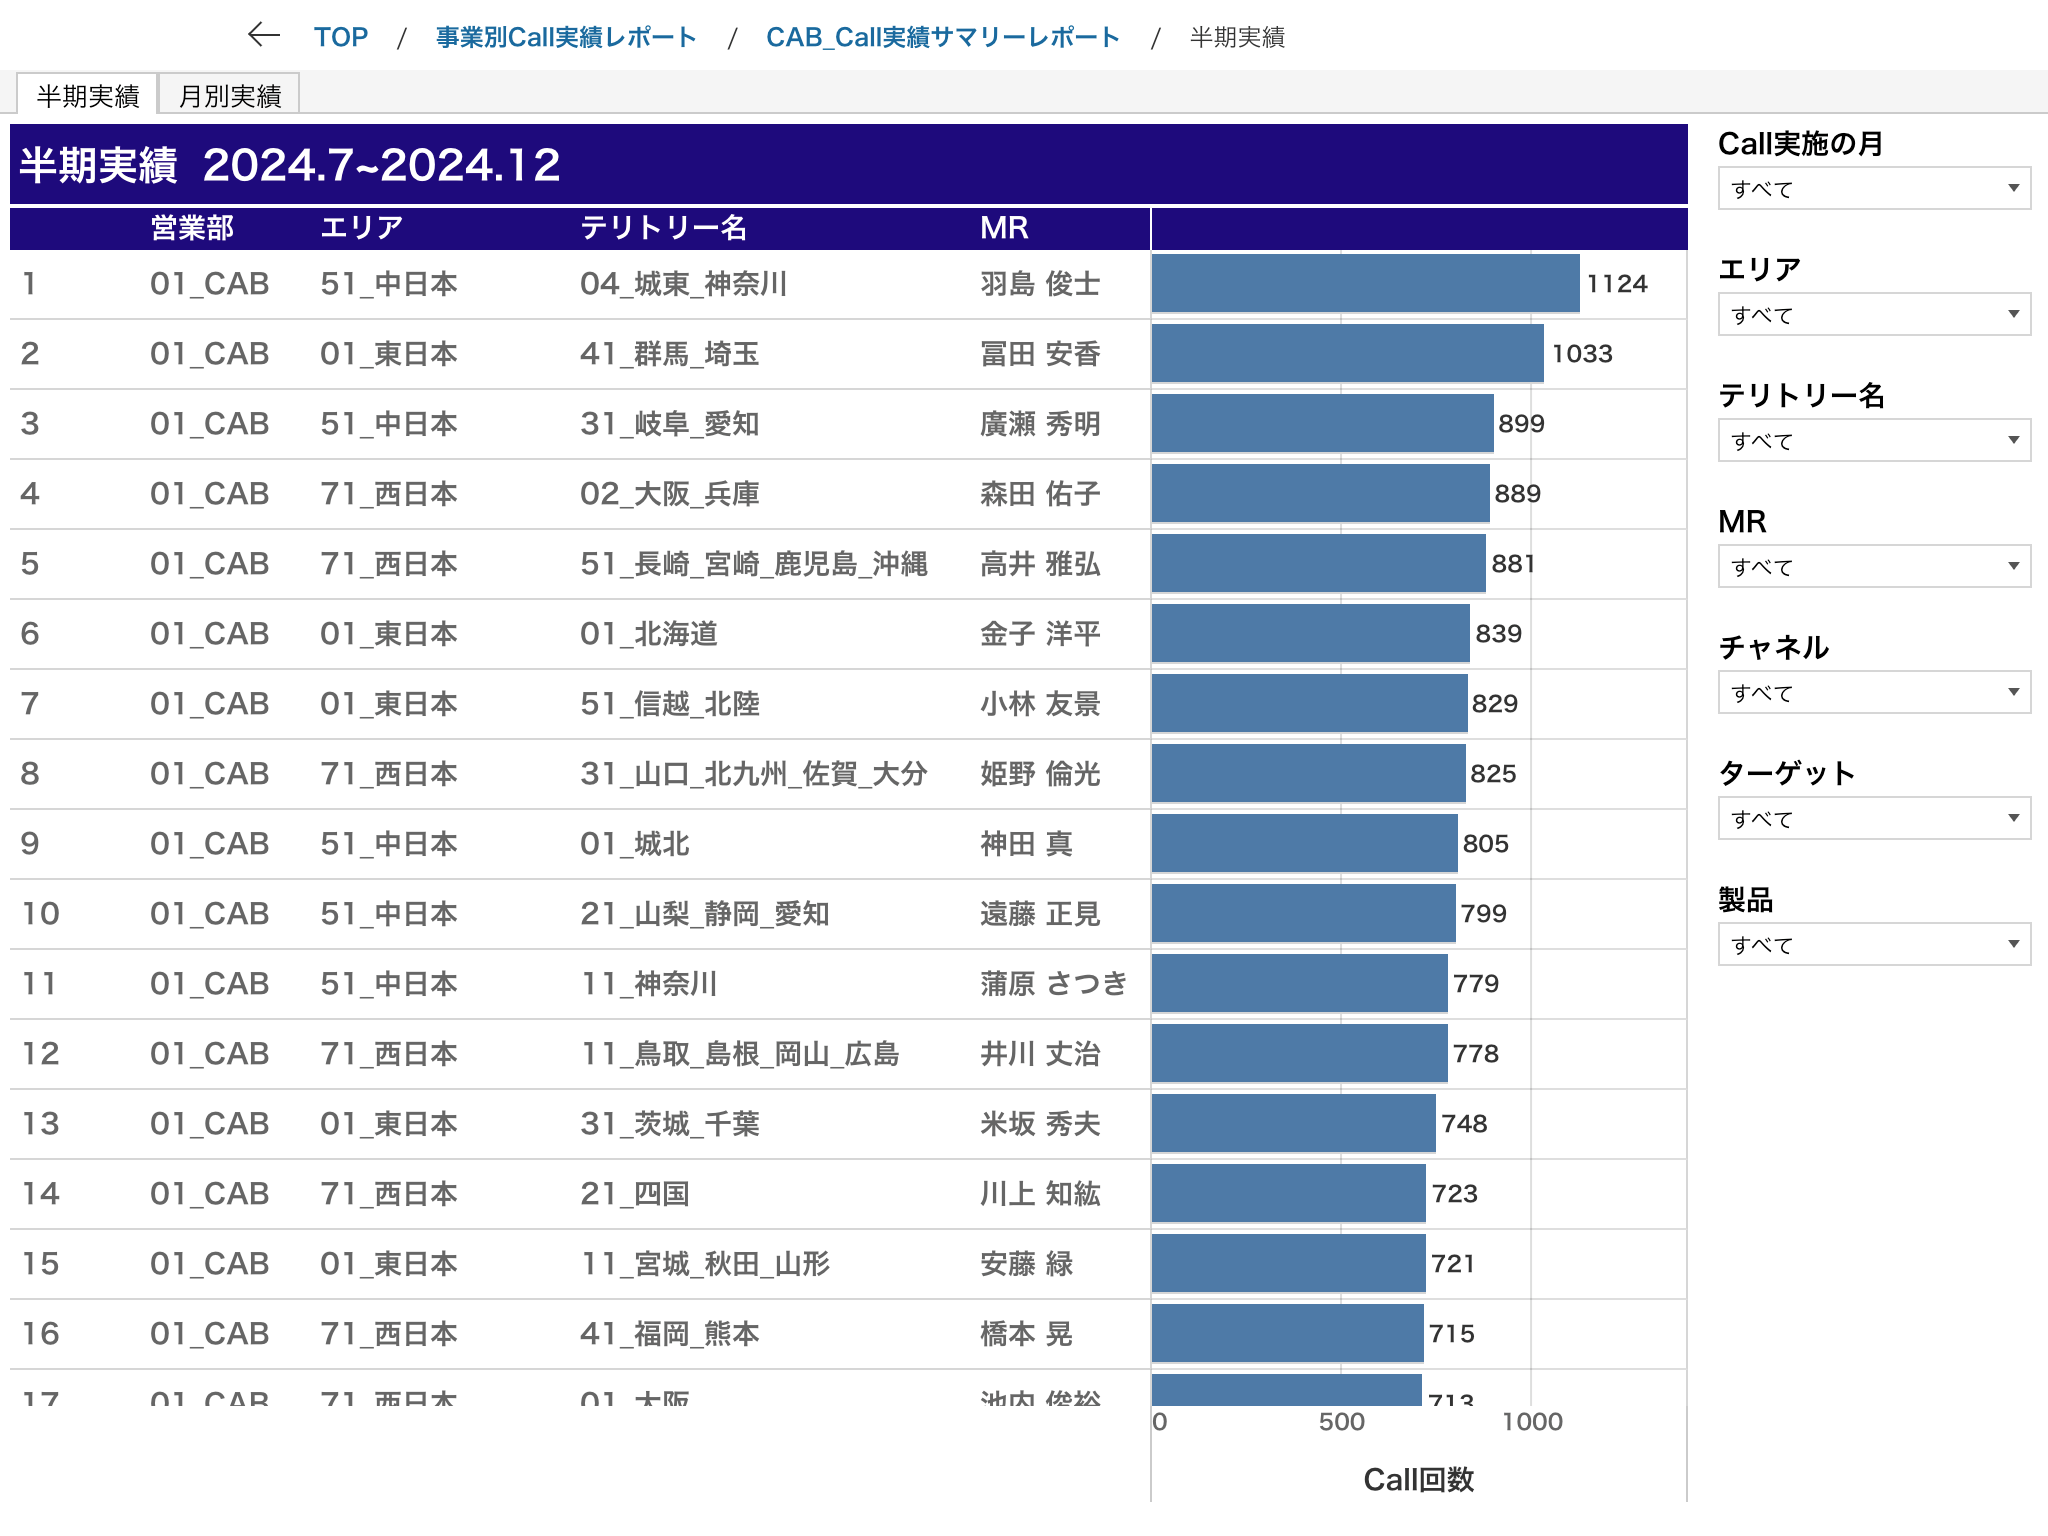 ← TOP / 事業別Call実績レポート / CAB_Call実績サマリーレポート / 半期実績
半期実績 月別実績
半期実績 2024.7~2024.12
営業部 エリア テリトリー名 MR
1 01_CAB 51_中日本 04_城東_神奈川 羽島 俊士 1124
2 01_CAB 01_東日本 41_群馬_埼玉 冨田 安香 1033
3 01_CAB 51_中日本 31_岐阜_愛知 廣瀬 秀明 899
4 01_CAB 71_西日本 02_大阪_兵庫 森田 佑子 889
5 01_CAB 71_西日本 51_長崎_宮崎_鹿児島_沖縄 高井 雅弘 881
6 01_CAB 01_東日本 01_北海道 金子 洋平 839
7 01_CAB 01_東日本 51_信越_北陸 小林 友景 829
8 01_CAB 71_西日本 31_山口_北九州_佐賀_大分 姫野 倫光 825
9 01_CAB 51_中日本 01_城北 神田 真 805
10 01_CAB 51_中日本 21_山梨_静岡_愛知 遠藤 正見 799
11 01_CAB 51_中日本 11_神奈川 蒲原 さつき 779
12 01_CAB 71_西日本 11_鳥取_島根_岡山_広島 井川 丈治 778
13 01_CAB 01_東日本 31_茨城_千葉 米坂 秀夫 748
14 01_CAB 71_西日本 21_四国 川上 知紘 723
15 01_CAB 01_東日本 11_宮城_秋田_山形 安藤 緑 721
16 01_CAB 71_西日本 41_福岡_熊本 橋本 晃 715
17 01_CAB 71_西日本 01_大阪 池内 俊裕 713
0 500 1000
Call回数
Call実施の月
すべて
エリア
すべて
テリトリー名
すべて
MR
すべて
チャネル
すべて
ターゲット
すべて
製品
すべて